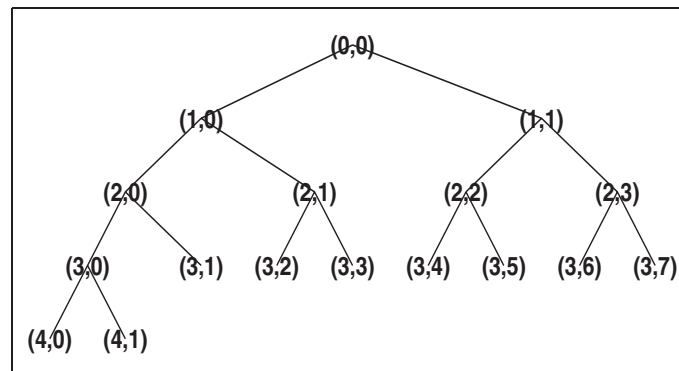 (0,0)
(1,0) (1,1)
(2,0) (2,1) (2,2) (2,3)
(3,0) (3,1) (3,2) (3,3) (3,4) (3,5) (3,6) (3,7)
(4,0) (4,1)